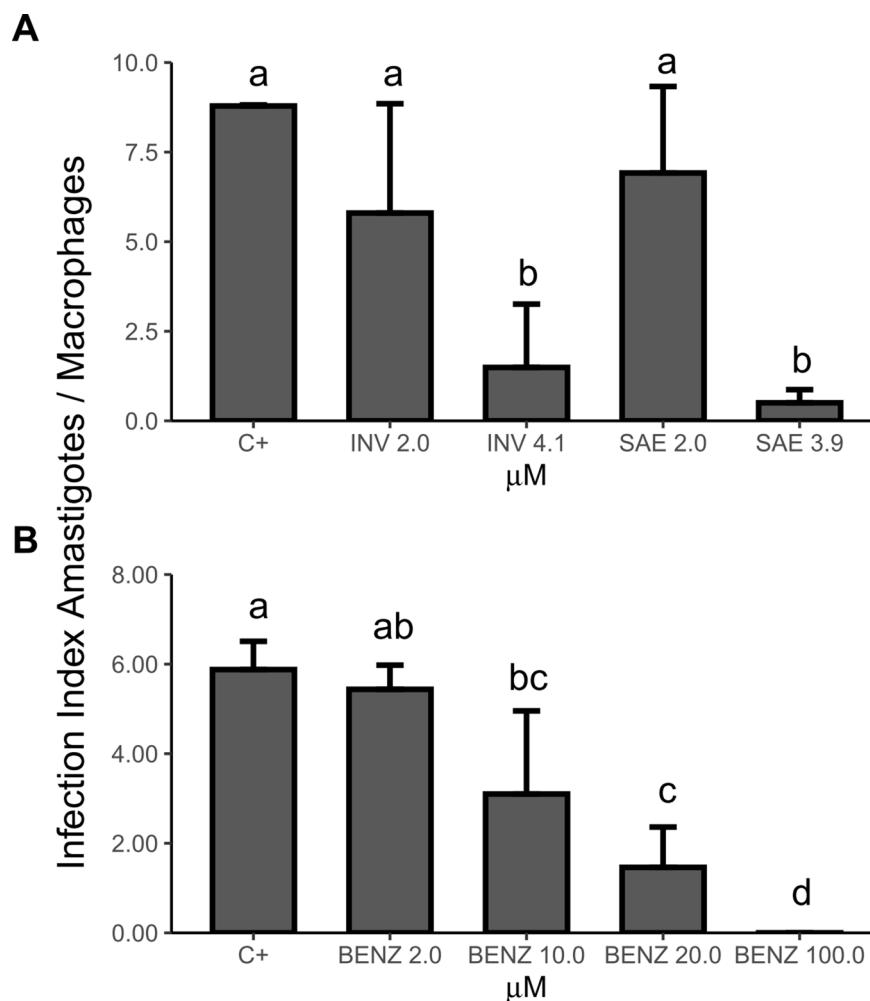 A
Infection Index Amastigotes / Macrophages
10.0
7.5
5.0
2.5
0.0
a
a
b
a
b
C+ INV 2.0 INV 4.1 SAE 2.0 SAE 3.9
μM
B
8.00
6.00
4.00
2.00
0.00
a
ab
bc
c
d
C+ BENZ 2.0 BENZ 10.0 BENZ 20.0 BENZ 100.0
μM